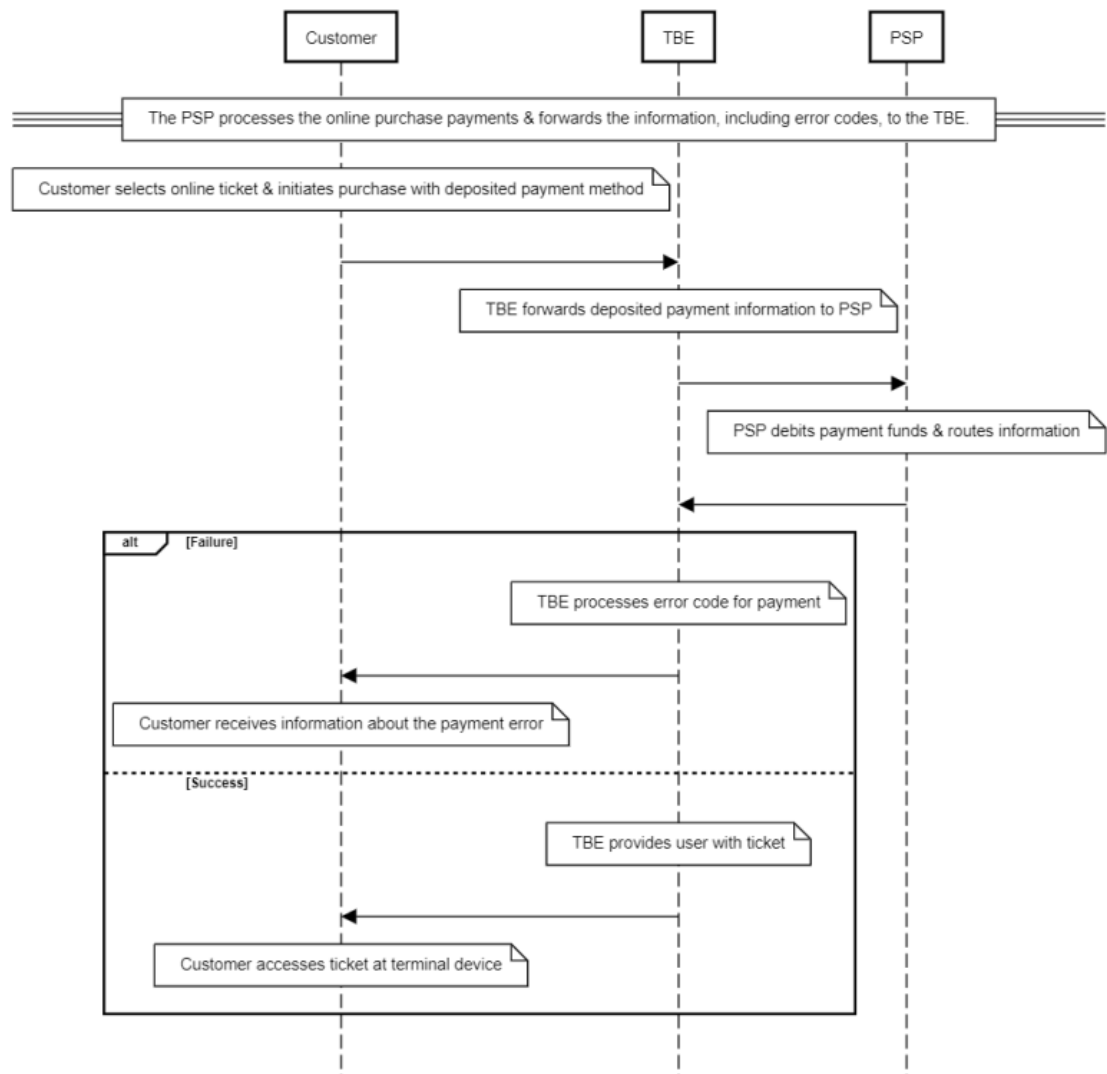 Customer
TBE
PSP
The PSP processes the online purchase payments & forwards the information, including error codes, to the TBE.
Customer selects online ticket & initiates purchase with deposited payment method
TBE forwards deposited payment information to PSP
PSP debits payment funds & routes information
alt
[Failure]
TBE processes error code for payment
Customer receives information about the payment error
[Success]
TBE provides user with ticket
Customer accesses ticket at terminal device